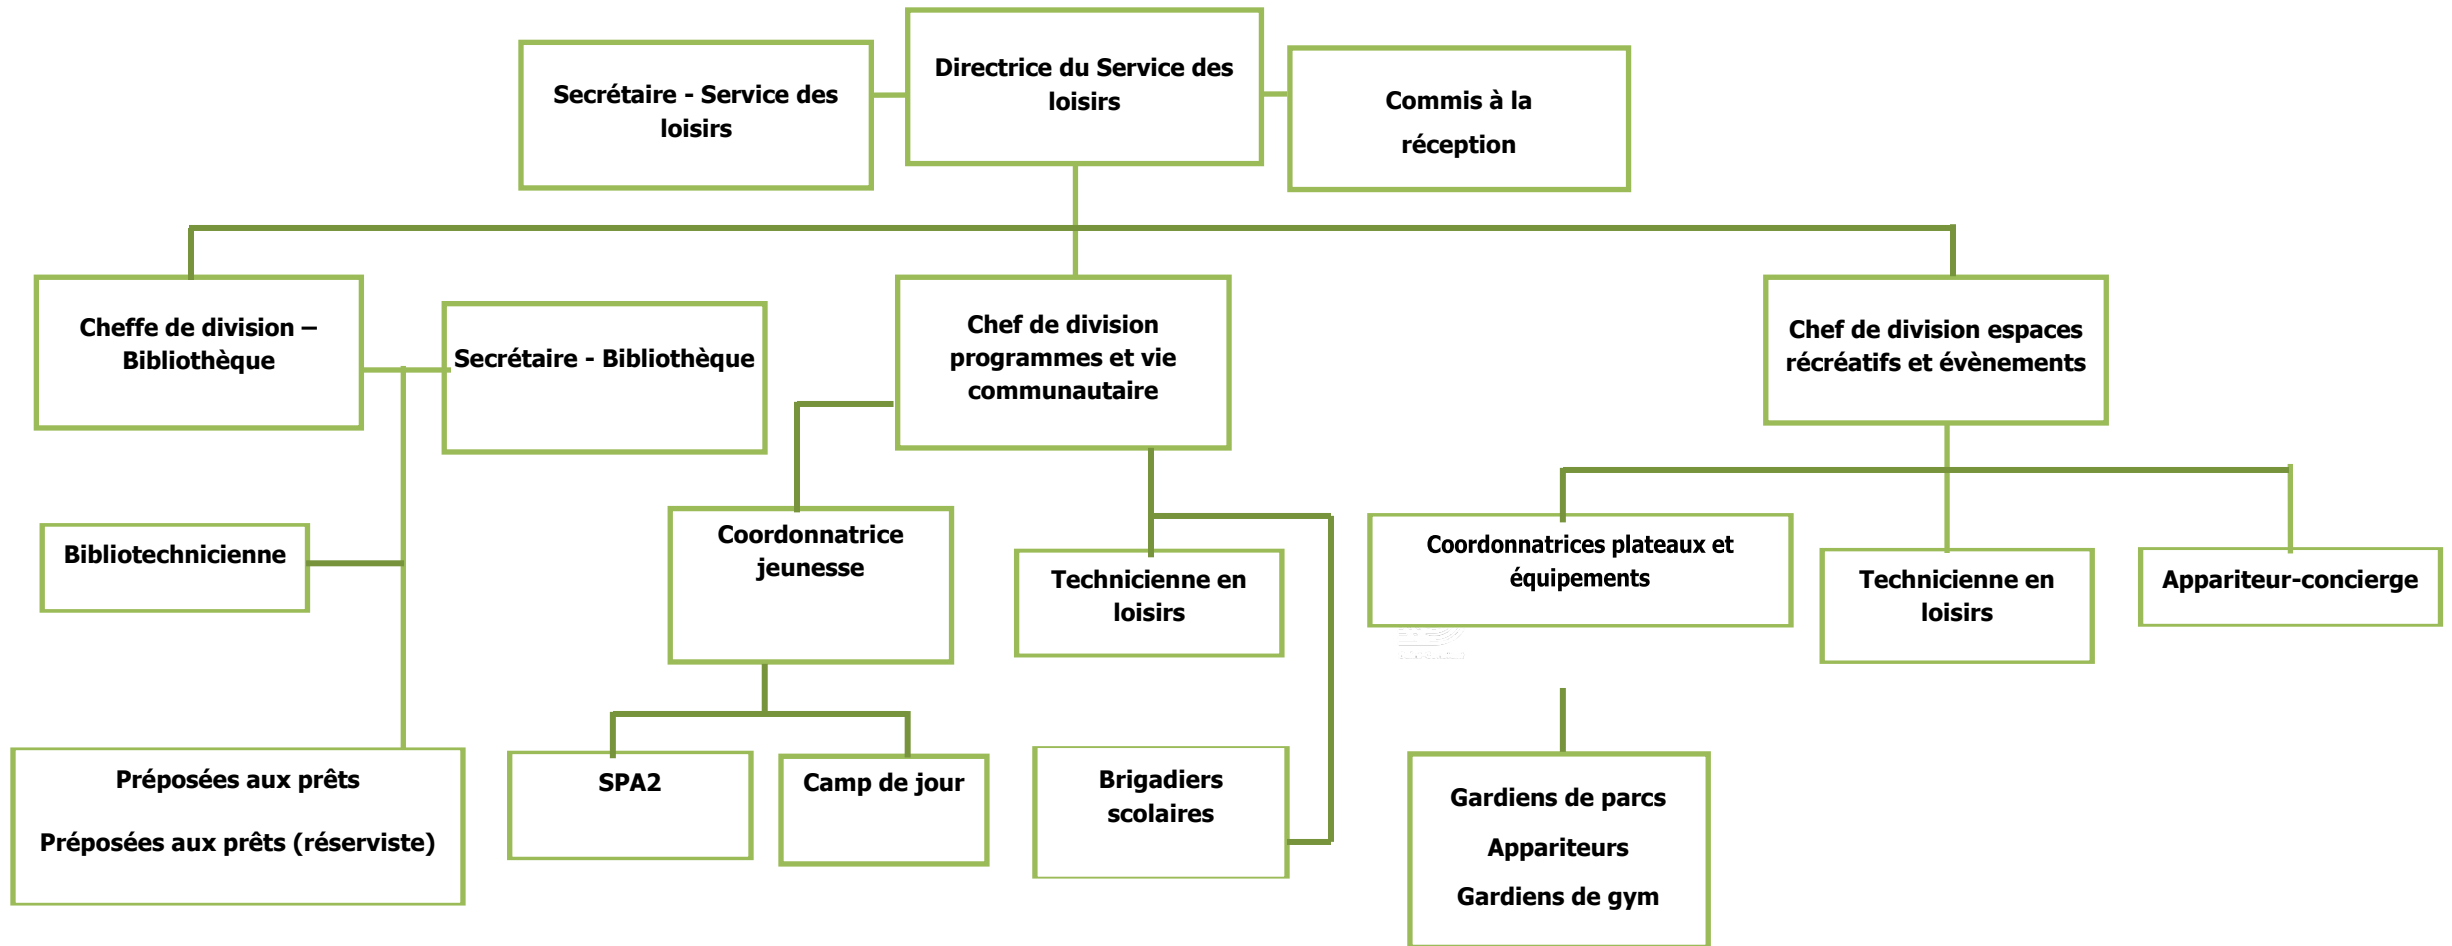 Directrice du Service des
loisirs
Secrétaire - Service des
loisirs
Commis à la
réception
Cheffe de division –
Bibliothèque
Secrétaire - Bibliothèque
Chef de division
programmes et vie
communautaire
Chef de division espaces
récréatifs et évènements
Bibliotechnicienne
Coordonnatrice
jeunesse
Technicienne en
loisirs
Coordonnatrices plateaux et
équipements
Technicienne en
loisirs
Appariteur-concierge
Préposées aux prêts
Préposées aux prêts (réserviste)
SPA2
Camp de jour
Brigadiers
scolaires
Gardiens de parcs
Appariteurs
Gardiens de gym